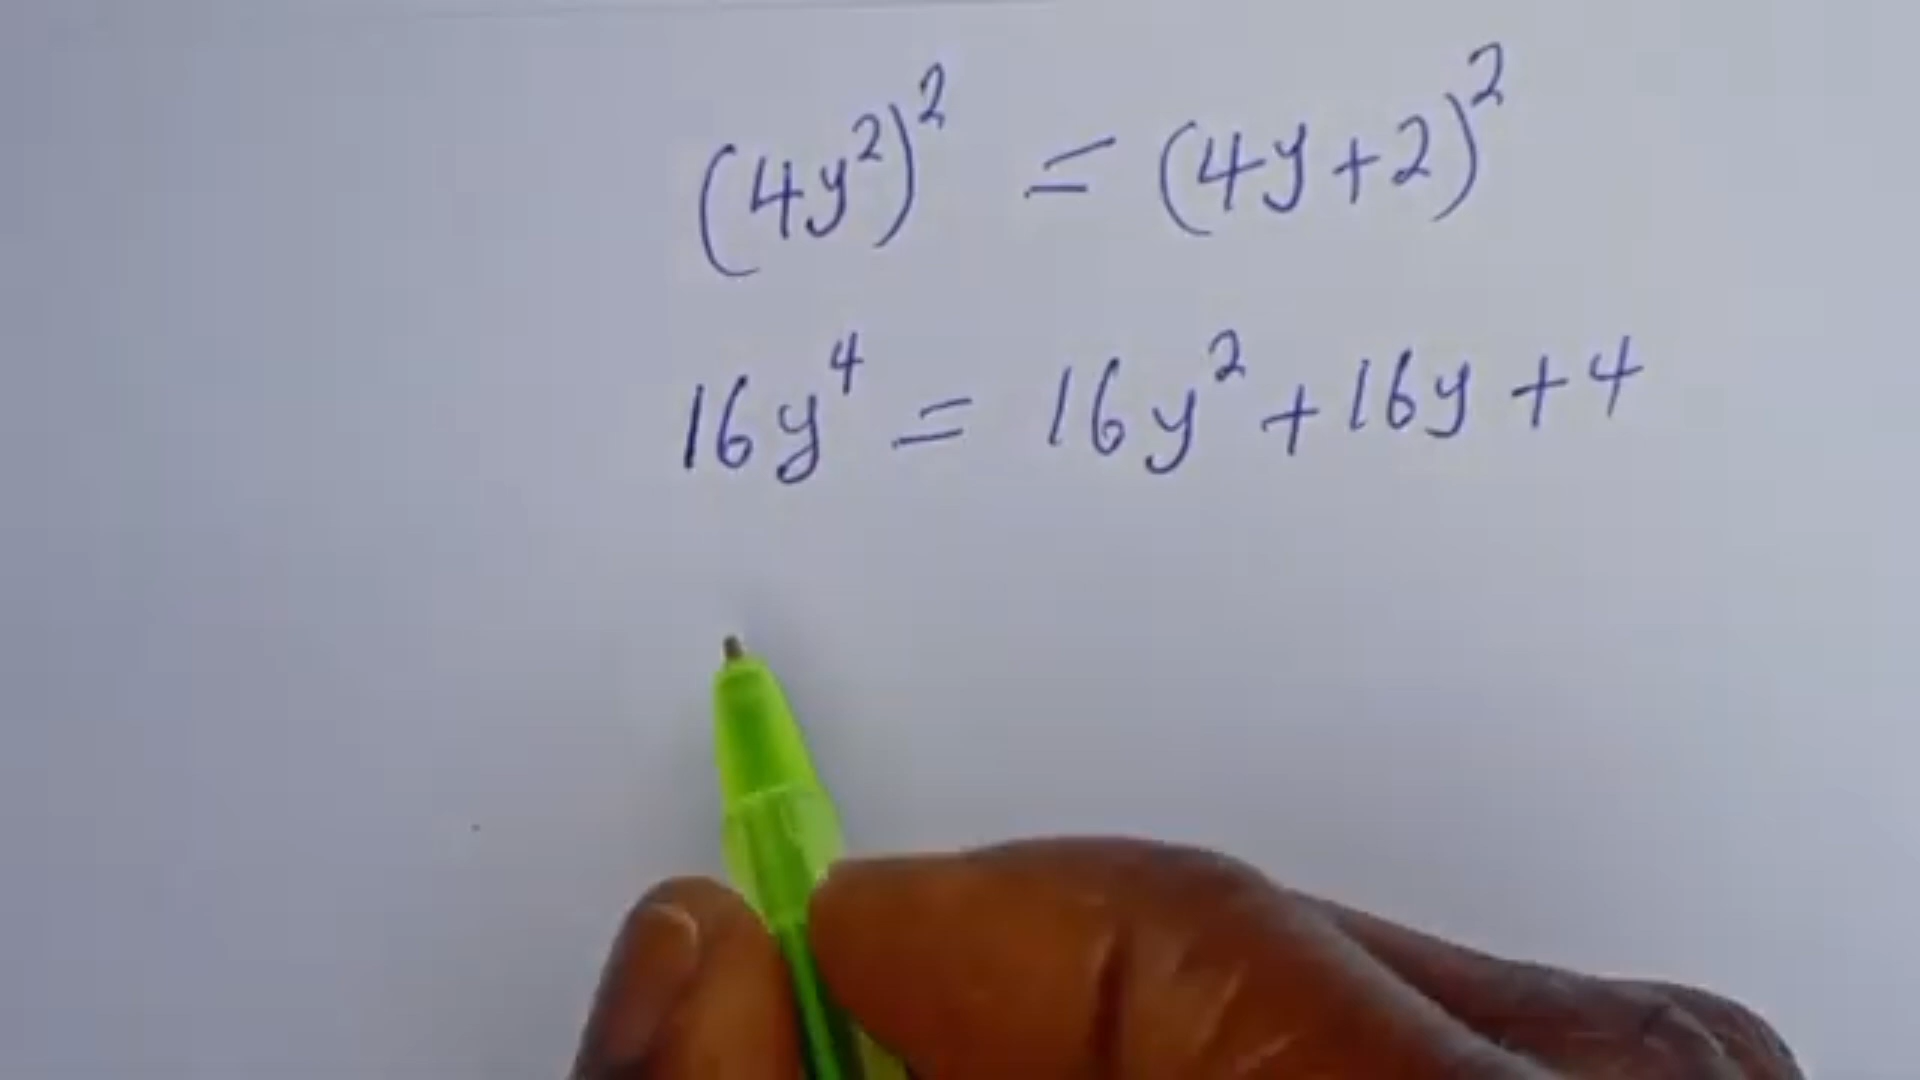 (4y²)² = (4y+2)²
16y⁴ = 16y² + 16y + 4